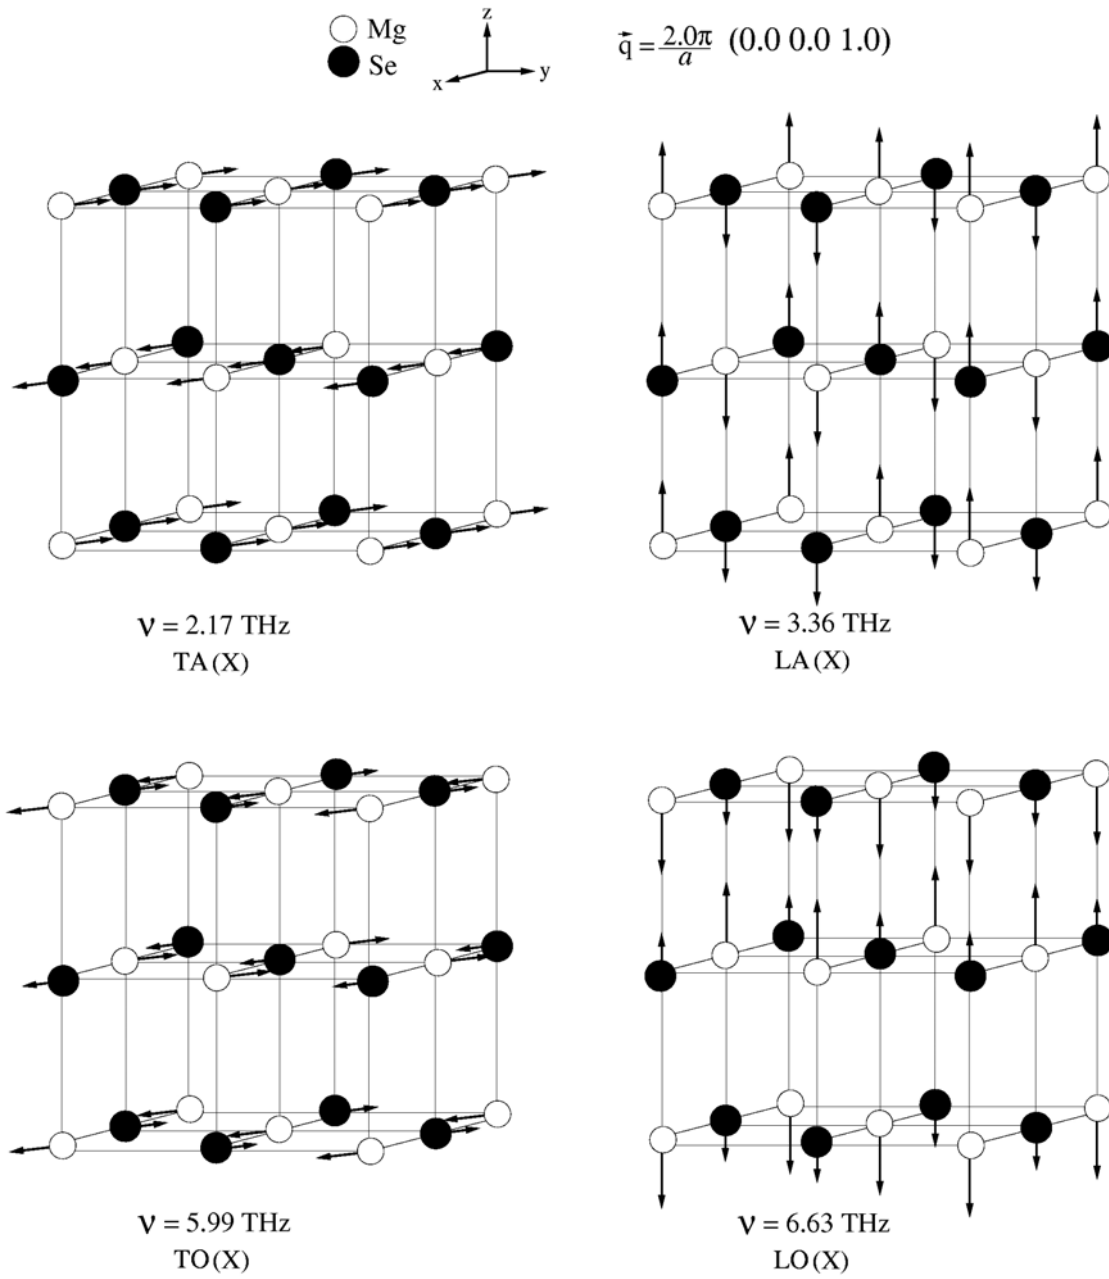 Mg
Se
z
x
y
q⃗ = 2.0π/a (0.0 0.0 1.0)
ν = 2.17 THz
TA(X)
ν = 3.36 THz
LA(X)
ν = 5.99 THz
TO(X)
ν = 6.63 THz
LO(X)